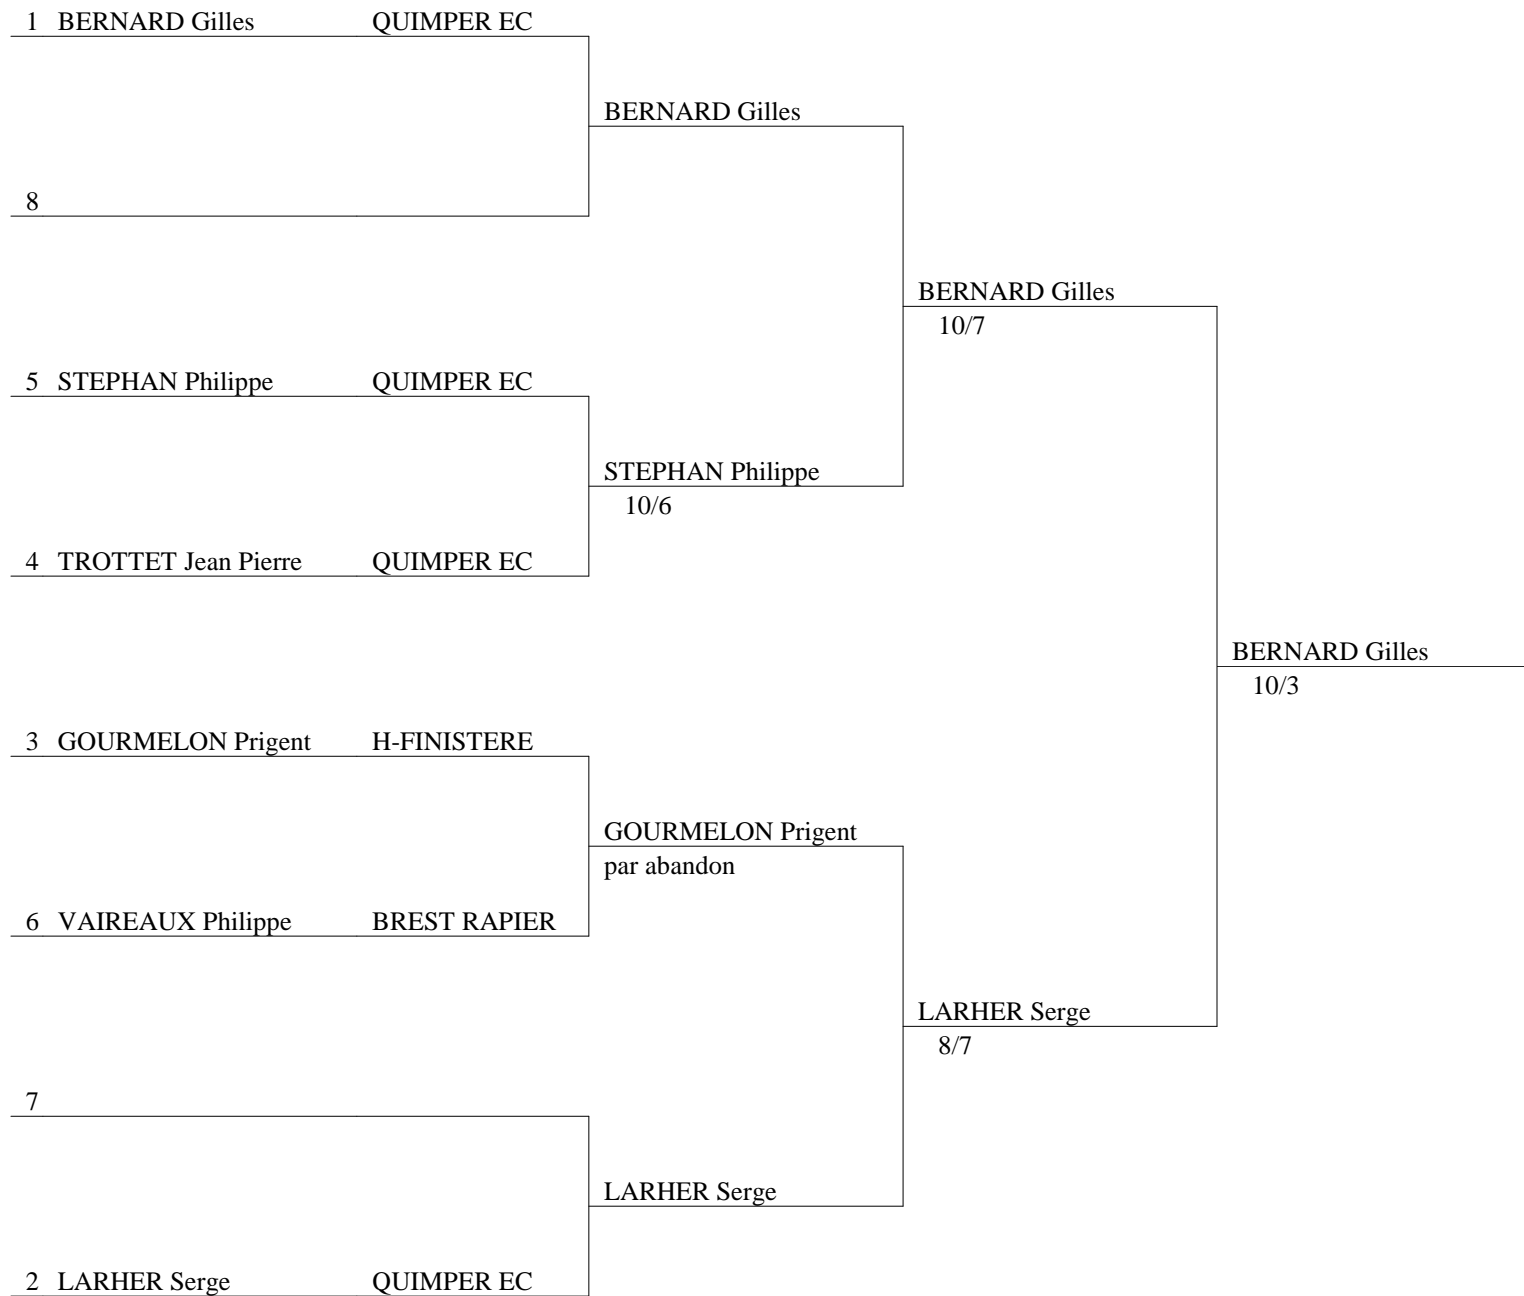 1 BERNARD Gilles QUIMPER EC
BERNARD Gilles
8
BERNARD Gilles
10/7
5 STEPHAN Philippe QUIMPER EC
STEPHAN Philippe
10/6
4 TROTTET Jean Pierre QUIMPER EC
BERNARD Gilles
10/3
3 GOURMELON Prigent H-FINISTERE
GOURMELON Prigent
par abandon
6 VAIREAUX Philippe BREST RAPIER
LARHER Serge
8/7
7
LARHER Serge
2 LARHER Serge QUIMPER EC